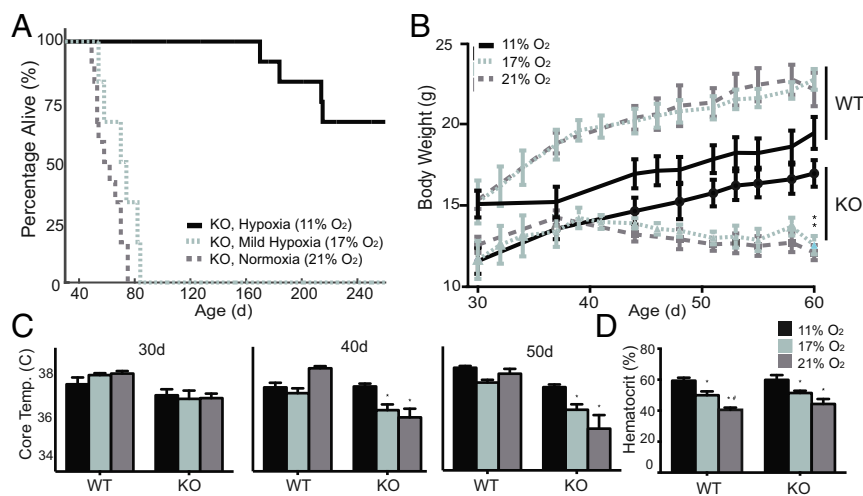 A
Percentage Alive (%)
100
75
50
25
0
40
80
120
160
200
240
Age (d)
KO, Hypoxia (11% O₂)
KO, Mild Hypoxia (17% O₂)
KO, Normoxia (21% O₂)
B
Body Weight (g)
25
20
15
10
30
40
50
60
Age (d)
11% O₂
17% O₂
21% O₂
WT
KO
*
*
C
Core Temp. (C)
38
36
34
30d
WT
KO
40d
* *
WT
KO
50d
* *
WT
KO
D
11% O₂
17% O₂
21% O₂
Hematocrit (%)
80
60
40
20
0
* *
WT
* *
KO